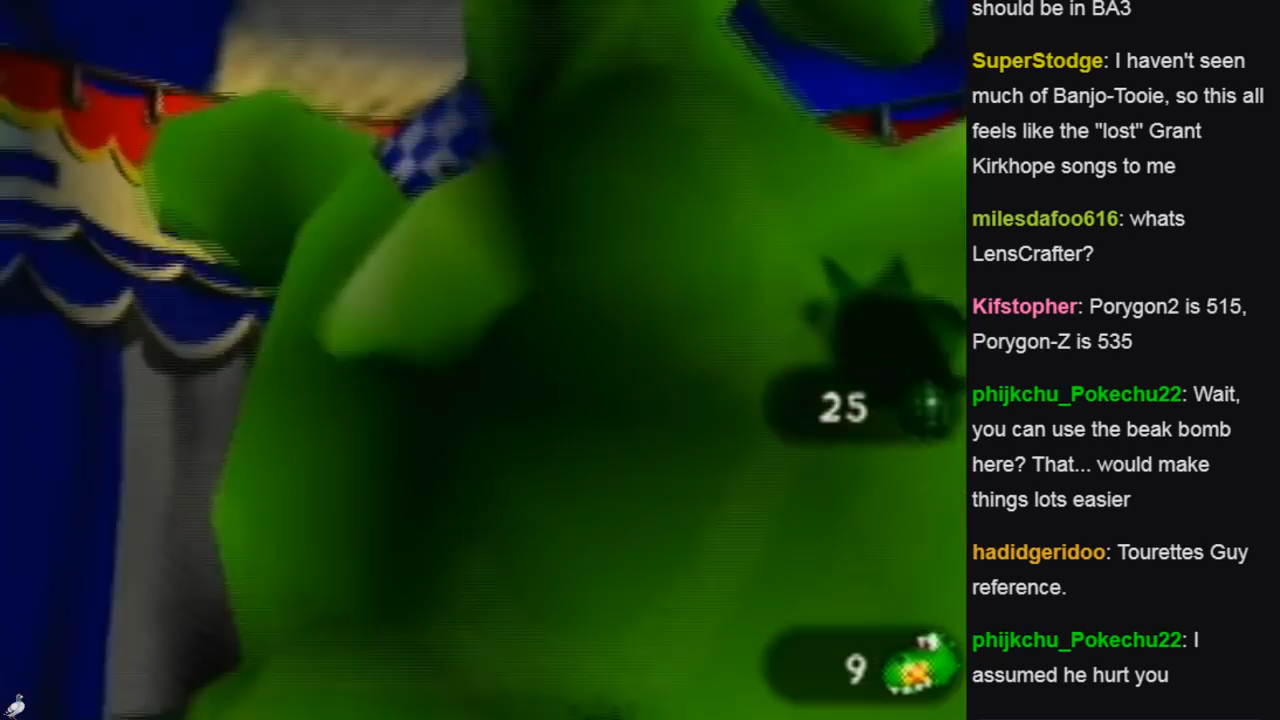 should be in BA3
SuperStodge: I haven't seen
much of Banjo-Tooie, so this all
feels like the "lost" Grant
Kirkhope songs to me
milesdafoo616: whats
LensCrafter?
Kifstopher: Porygon2 is 515,
Porygon-Z is 535
phijkchu_Pokechu22: Wait,
you can use the beak bomb
here? That... would make
things lots easier
hadidgeridoo: Tourettes Guy
reference.
phijkchu_Pokechu22: I
assumed he hurt you
25
9